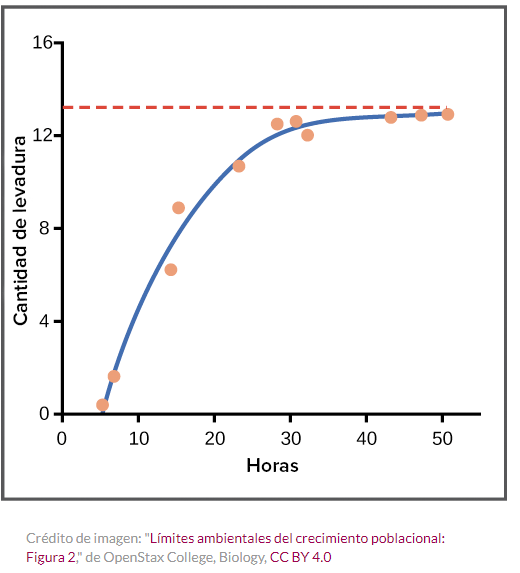 16
12
8
4
0
Cantidad de levadura
0 10 20 30 40 50
Horas
Crédito de imagen: "Límites ambientales del crecimiento poblacional:
Figura 2," de OpenStax College, Biology, CC BY 4.0